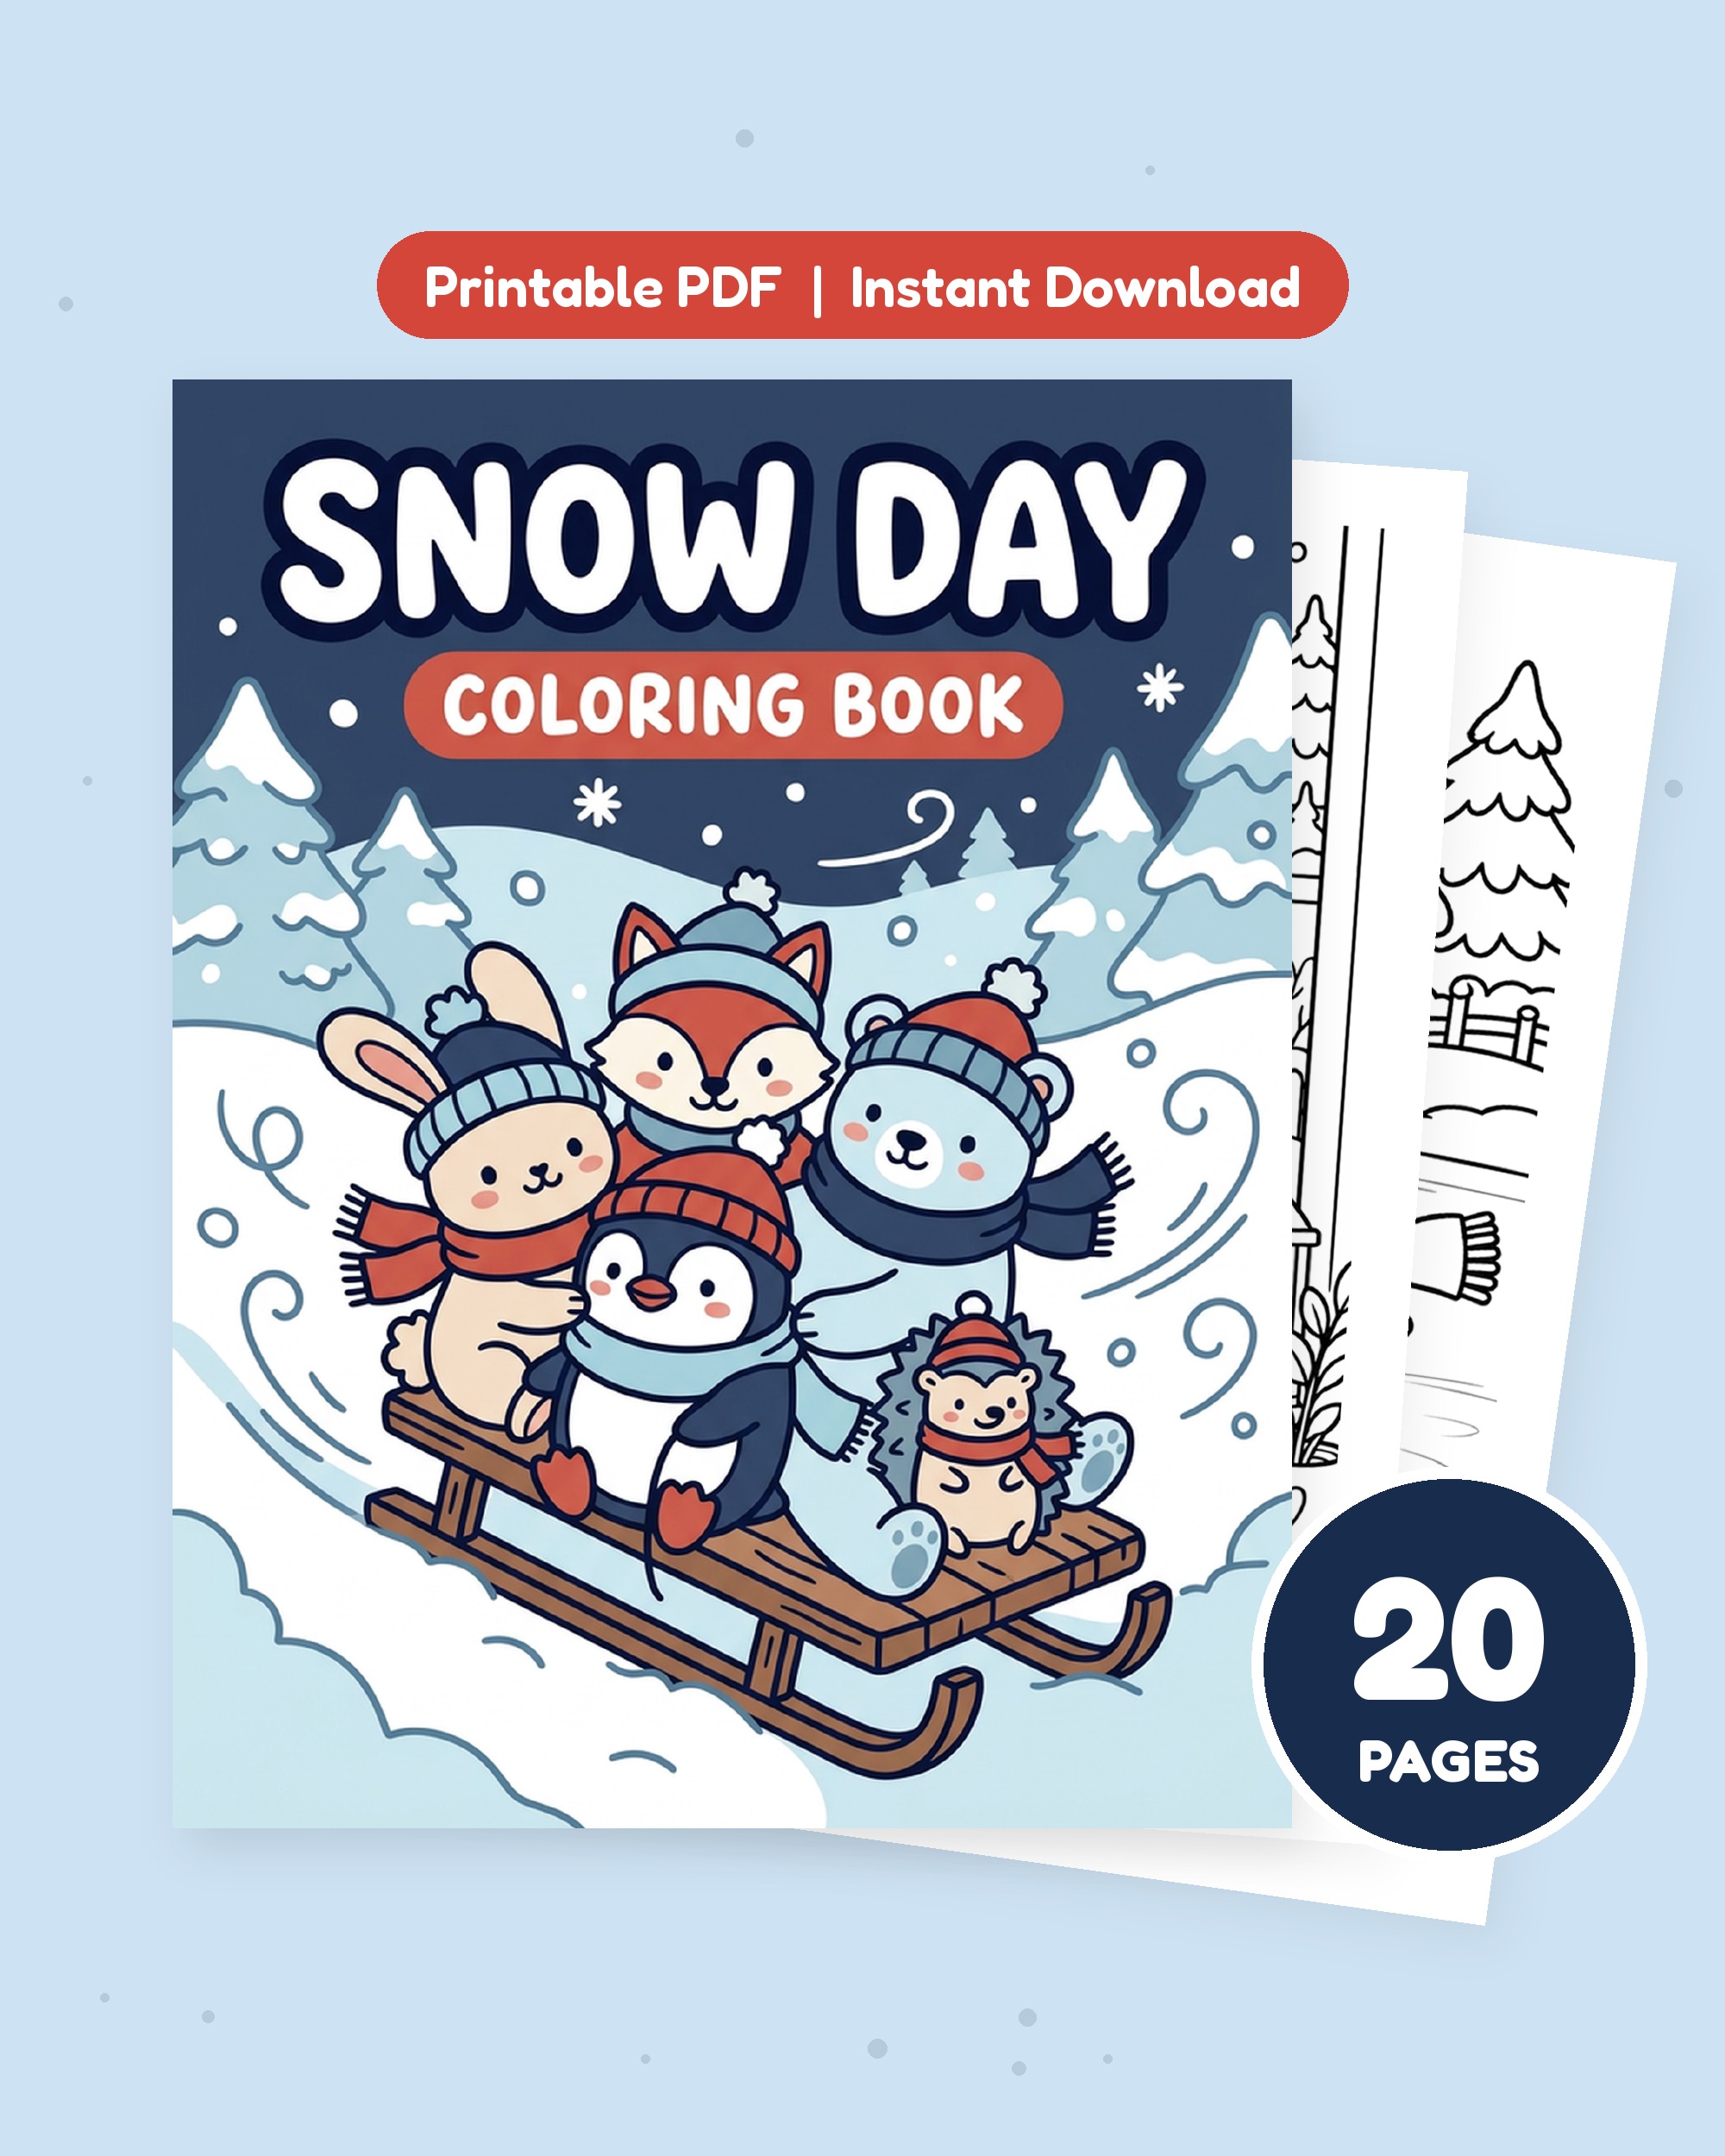 Printable PDF | Instant Download
SNOW DAY
COLORING BOOK
20
PAGES